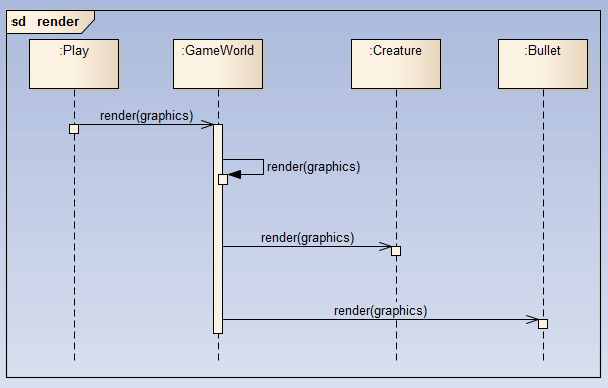 sd render
:Play
:GameWorld
:Creature
:Bullet
render(graphics)
render(graphics)
render(graphics)
render(graphics)